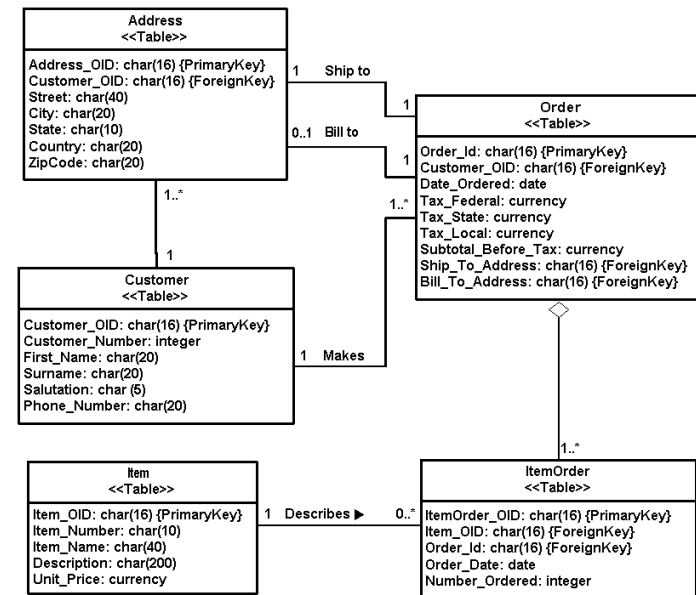 Address
<<Table>>
Address_OID: char(16) {PrimaryKey}
Customer_OID: char(16) {ForeignKey}
Street: char(40)
City: char(20)
State: char(10)
Country: char(20)
ZipCode: char(20)
1 Ship to
1
0..1 Bill to
1
Order
<<Table>>
Order_Id: char(16) {PrimaryKey}
Customer_OID: char(16) {ForeignKey}
Date_Ordered: date
Tax_Federal: currency
Tax_State: currency
Tax_Local: currency
Subtotal_Before_Tax: currency
Ship_To_Address: char(16) {ForeignKey}
Bill_To_Address: char(16) {ForeignKey}
1..*
1..*
1
Customer
<<Table>>
Customer_OID: char(16) {PrimaryKey}
Customer_Number: integer
First_Name: char(20)
Surname: char(20)
Salutation: char (5)
Phone_Number: char(20)
1 Makes
1..*
Item
<<Table>>
Item_OID: char(16) {PrimaryKey}
Item_Number: char(10)
Item_Name: char(40)
Description: char(200)
Unit_Price: currency
1 Describes ▶ 0..*
ItemOrder
<<Table>>
ItemOrder_OID: char(16) {PrimaryKey}
Item_OID: char(16) {ForeignKey}
Order_Id: char(16) {ForeignKey}
Order_Date: date
Number_Ordered: integer